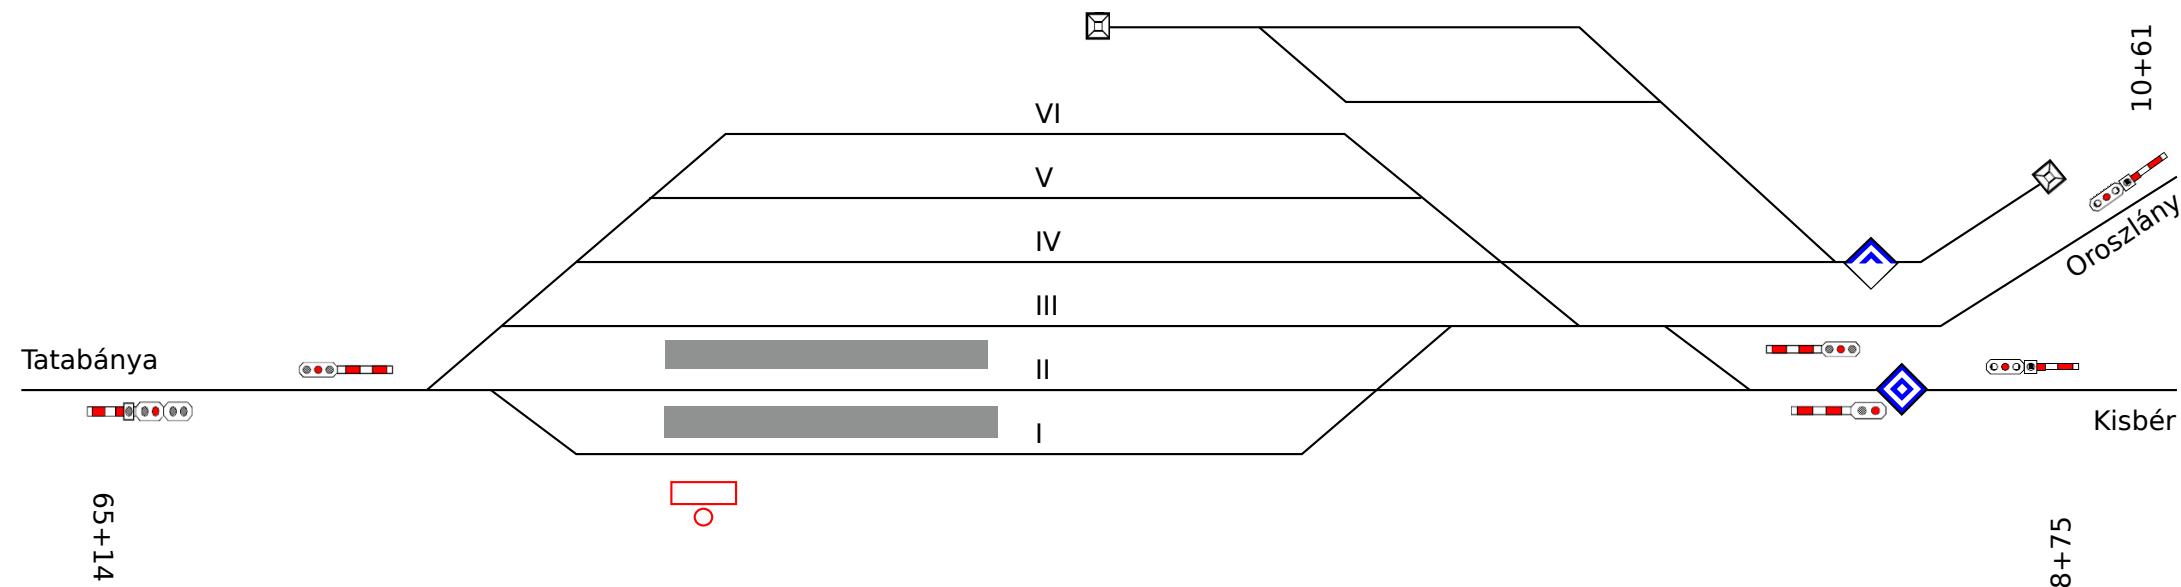 10+61
VI
V
IV
Oroszlány
III
Tatabánya
II
Kisbér
I
65+14
8+75